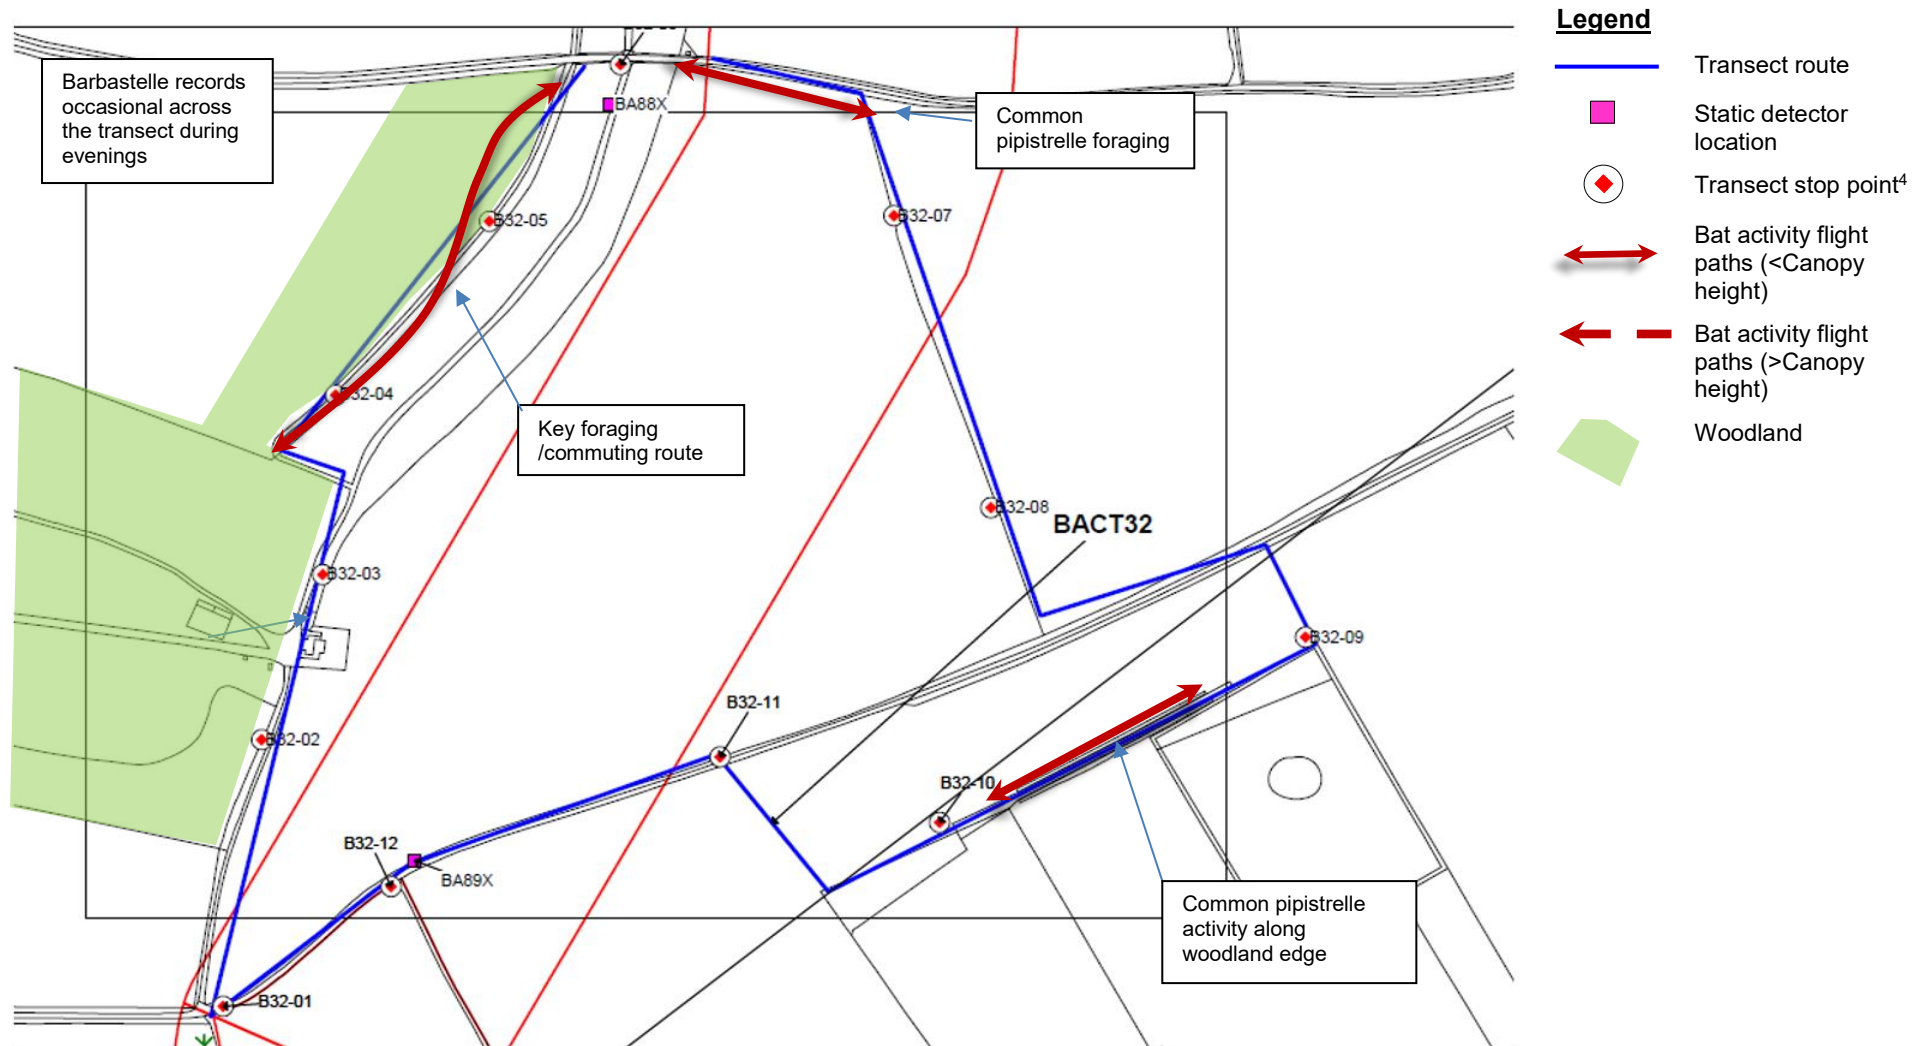 Legend
Transect route
Static detector
location
Transect stop point4
Bat activity flight
paths (<Canopy
height)
Bat activity flight
paths (>Canopy
height)
Woodland
Barbastelle records
occasional across
the transect during
evenings
BA88X
Common
pipistrelle foraging
B32-05
B32-07
B32-04
Key foraging
/commuting route
B32-08
BACT32
B32-03
B32-09
B32-02
B32-11
B32-10
B32-12
BA89X
Common pipistrelle
activity along
woodland edge
B32-01